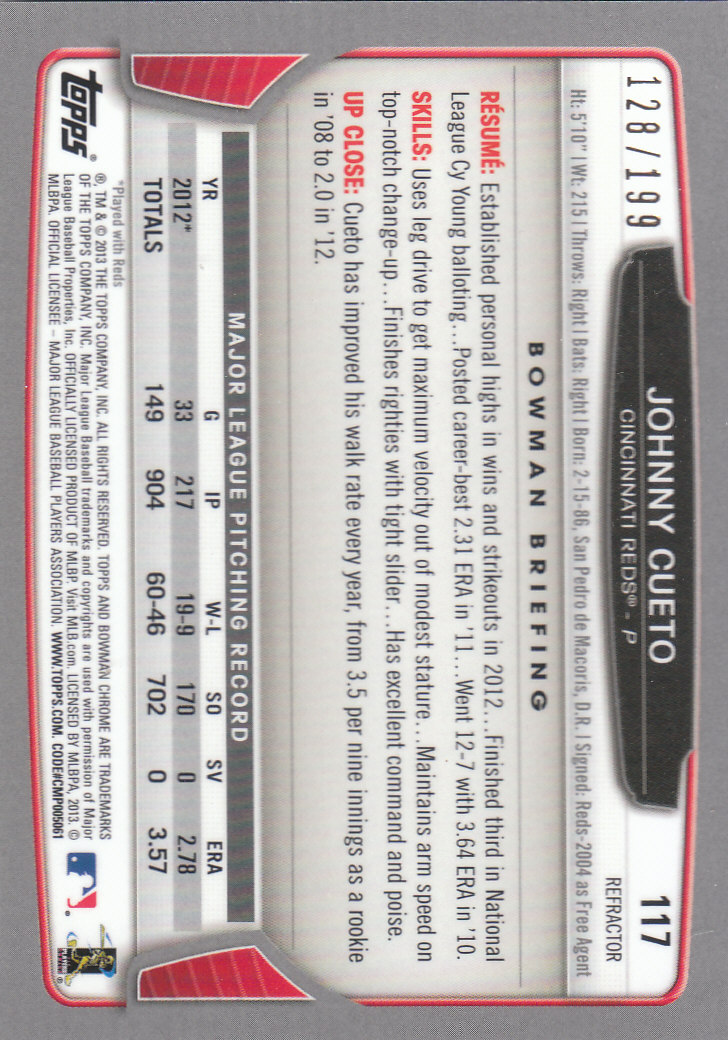 128/199
JOHNNY CUETO
CINCINNATI REDS® - P
117
REFRACTOR
Ht: 5'10" | Wt: 215 | Throws: Right | Bats: Right | Born: 2-15-86, San Pedro de Macoris, D.R. | Signed: Reds-2004 as Free Agent
BOWMAN BRIEFING
RÉSUMÉ: Established personal highs in wins and strikeouts in 2012...Finished third in National
League Cy Young balloting...Posted career-best 2.31 ERA in '11...Went 12-7 with 3.64 ERA in '10.
SKILLS: Uses leg drive to get maximum velocity out of modest stature...Maintains arm speed on
top-notch change-up...Finishes righties with tight slider...Has excellent command and poise.
UP CLOSE: Cueto has improved his walk rate every year, from 3.5 per nine innings as a rookie
in '08 to 2.0 in '12.
MAJOR LEAGUE PITCHING RECORD
YR G IP W-L SO SV ERA
2012* 33 217 19-9 170 0 2.78
TOTALS 149 904 60-46 702 0 3.57
*Played with Reds
®, TM & © 2013 THE TOPPS COMPANY, INC. ALL RIGHTS RESERVED. TOPPS AND BOWMAN CHROME ARE TRADEMARKS
OF THE TOPPS COMPANY, INC. Major League Baseball trademarks and copyrights are used with permission of Major
League Baseball Properties, Inc. OFFICIALLY LICENSED PRODUCT OF MLBP. Visit MLB.com. LICENSED BY MLBPA, 2013. ©
MLBPA. OFFICIAL LICENSEE – MAJOR LEAGUE BASEBALL PLAYERS ASSOCIATION. WWW.TOPPS.COM. CODE#CMP005061
Topps®